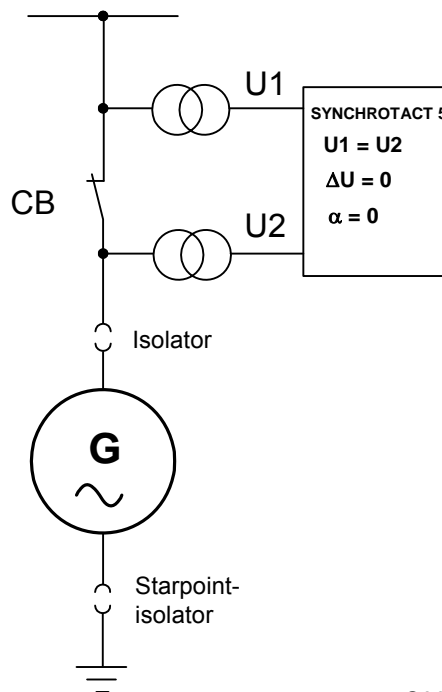 U1
SYNCHROTACT 5
U1 = U2
ΔU = 0
α = 0
CB
U2
Isolator
G
Starpoint-
isolator